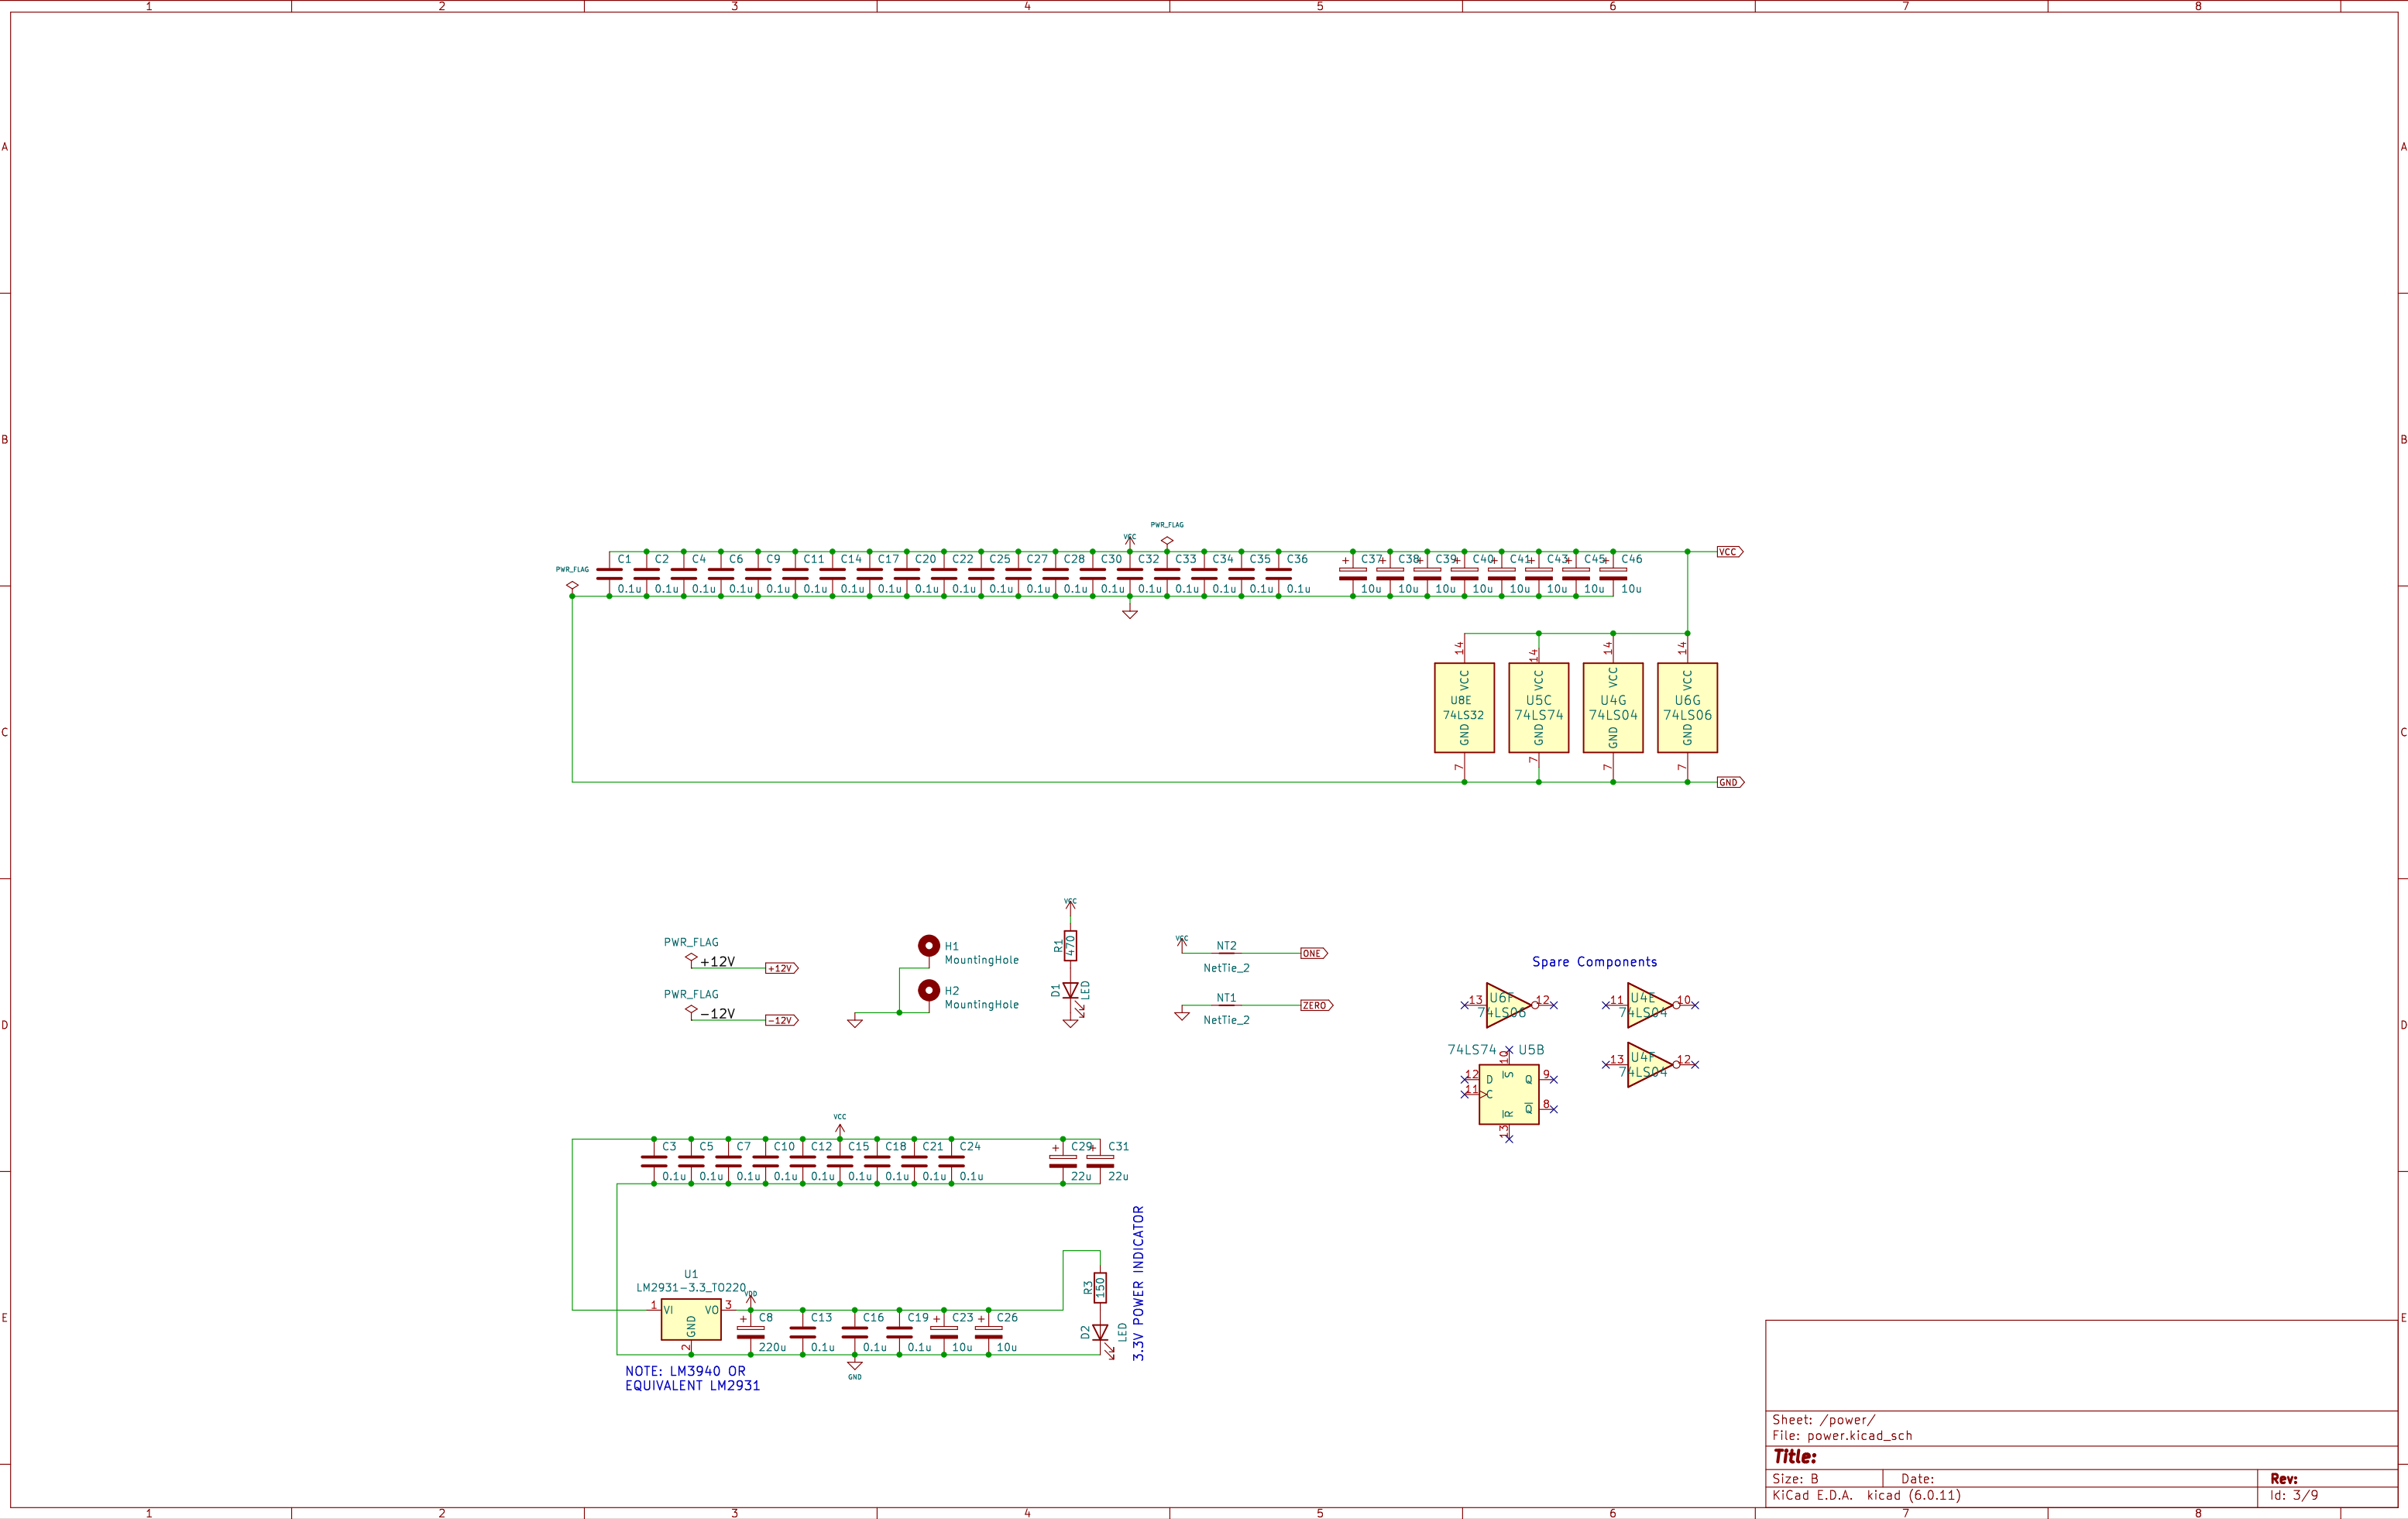 1 2 3 4 5 6 7 8
A A
B B
C C
D D
E E
PWR_FLAG
VCC
PWR_FLAG
C1 C2 C4 C6 C9 C11 C14 C17 C20 C22 C25 C27 C28 C30 C32 C33 C34 C35 C36 + C37 + C38 + C39 + C40 + C41 + C43 + C45 + C46
VCC
0.1u 0.1u 0.1u 0.1u 0.1u 0.1u 0.1u 0.1u 0.1u 0.1u 0.1u 0.1u 0.1u 0.1u 0.1u 0.1u 0.1u 0.1u 0.1u 10u 10u 10u 10u 10u 10u 10u 10u
14 14 14 14
VCC VCC VCC VCC
U8E U5C U4G U6G
74LS32 74LS74 74LS04 74LS06
GND GND GND GND
7 7 7 7
GND
PWR_FLAG
+12V
+12V
PWR_FLAG
-12V
-12V
H1
MountingHole
H2
MountingHole
VCC
R1
470
D1
LED
VCC
NT2
ONE
NetTie_2
NT1
ZERO
NetTie_2
Spare Components
13 U6F 12
74LS06
11 U4E 10
74LS04
13 U4F 12
74LS04
74LS74 U5B
10
S
12 D Q 9
11 C
Q 8
R
13
VCC
C3 C5 C7 C10 C12 C15 C18 C21 C24 + C29 + C31
0.1u 0.1u 0.1u 0.1u 0.1u 0.1u 0.1u 0.1u 0.1u 22u 22u
3.3V POWER INDICATOR
U1
LM2931-3.3_TO220
VDD
R3
150
1 VI VO 3
GND
2
+ C8 C13 C16 C19 + C23 + C26
220u 0.1u 0.1u 0.1u 10u 10u
D2
LED
GND
NOTE: LM3940 OR
EQUIVALENT LM2931
Sheet: /power/
File: power.kicad_sch
Title:
Size: B Date: Rev:
KiCad E.D.A. kicad (6.0.11) Id: 3/9
1 2 3 4 5 6 7 8